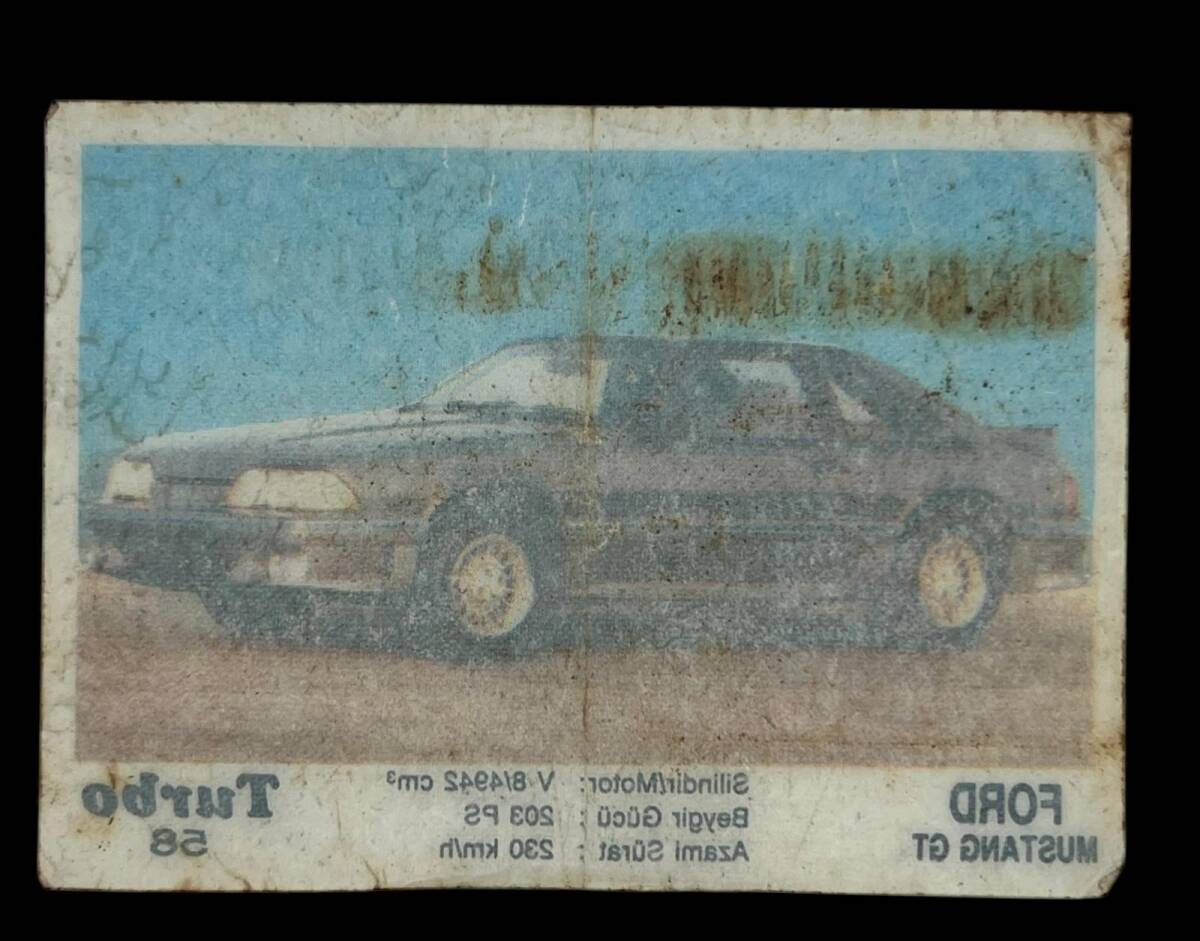 FORD
MUSTANG GT
Silindir/Motor: V 8/4942 cm³
Beygir Gücü : 203 PS
Azami Sürat : 230 km/h
Turbo
58